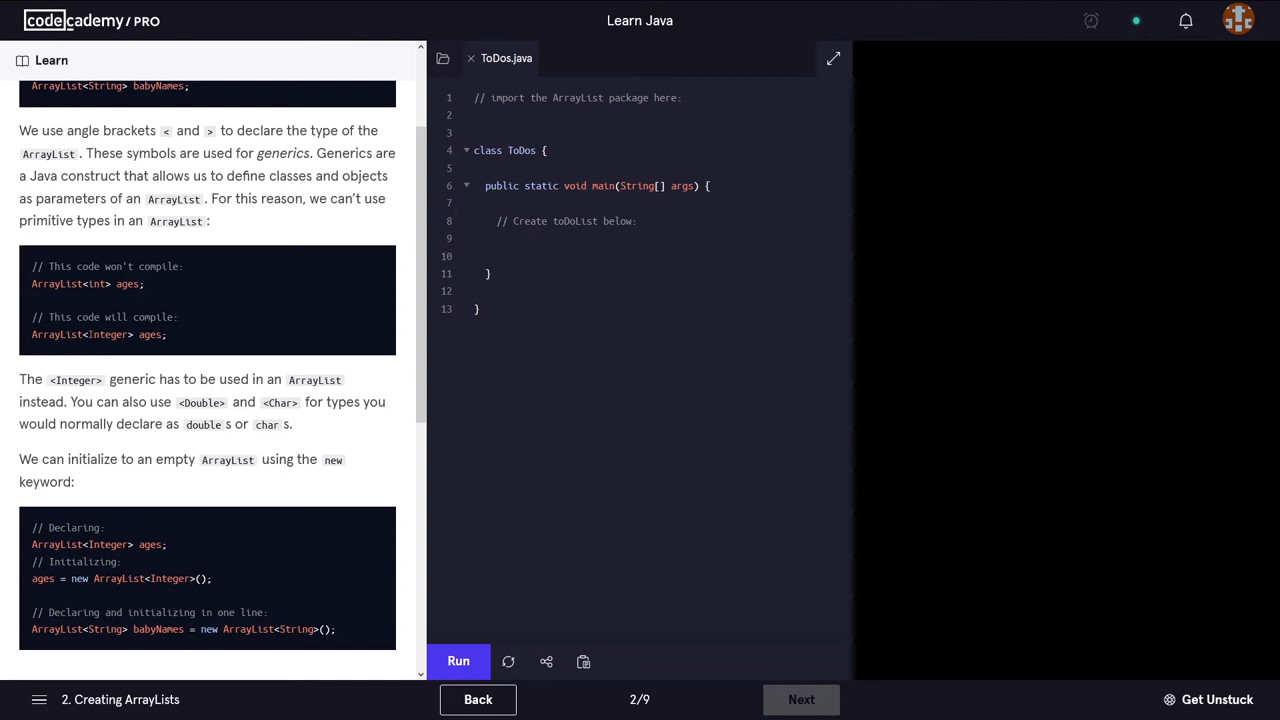 codecademy/PRO
Learn Java
Learn
ToDos.java
ArrayList<String> babyNames;
We use angle brackets < and > to declare the type of the
ArrayList. These symbols are used for generics. Generics are
a Java construct that allows us to define classes and objects
as parameters of an ArrayList. For this reason, we can’t use
primitive types in an ArrayList:
// This code won't compile:
ArrayList<int> ages;
// This code will compile:
ArrayList<Integer> ages;
The <Integer> generic has to be used in an ArrayList
instead. You can also use <Double> and <Char> for types you
would normally declare as doubles or chars.
We can initialize to an empty ArrayList using the new
keyword:
// Declaring:
ArrayList<Integer> ages;
// Initializing:
ages = new ArrayList<Integer>();
// Declaring and initializing in one line:
ArrayList<String> babyNames = new ArrayList<String>();
1 // import the ArrayList package here:
2
3
4 class ToDos {
5
6 public static void main(String[] args) {
7
8 // Create toDoList below:
9
10
11 }
12
13 }
Run
2. Creating ArrayLists
Back
2/9
Next
Get Unstuck